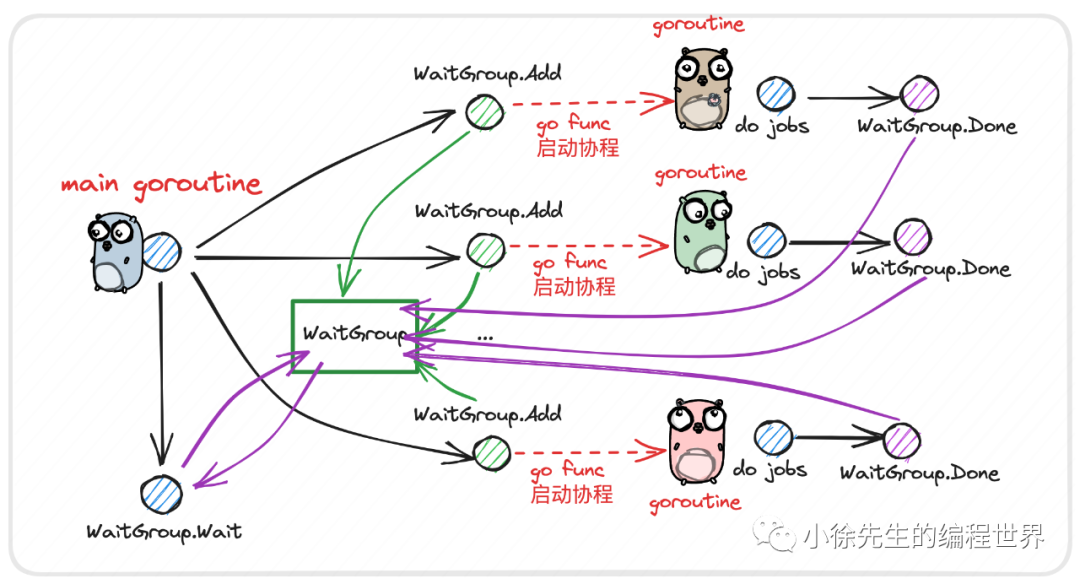 goroutine
WaitGroup.Add
go func
启动协程
do jobs
WaitGroup.Done
main goroutine
goroutine
WaitGroup.Add
go func
启动协程
do jobs
WaitGroup.Done
WaitGroup
...
WaitGroup.Add
go func
启动协程
do jobs
WaitGroup.Done
goroutine
WaitGroup.Wait
小徐先生的编程世界